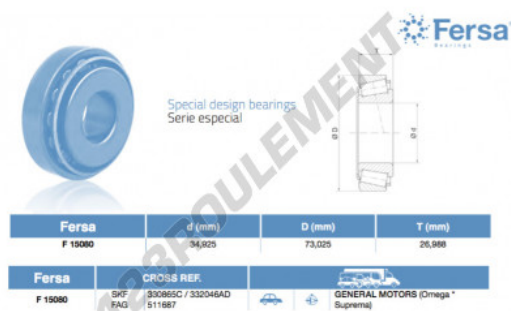 Fersa
Bearings
Special design bearings
Serie especial
T
Ø D
Ø d
123ROULEMENT
Fersa d (mm) D (mm) T (mm)
F 15080 34,925 73,025 26,988
Fersa CROSS REF.
F 15080 SKF 330865C / 332046AD GENERAL MOTORS (Omega *
FAG 511687 Suprema)